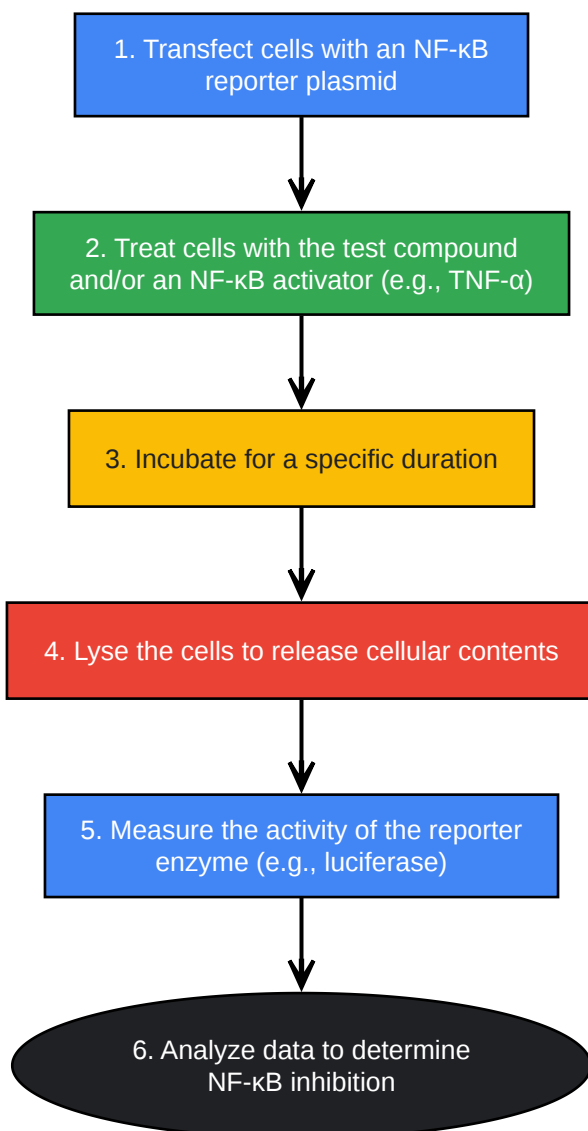 1. Transfect cells with an NF-κB
reporter plasmid
2. Treat cells with the test compound
and/or an NF-κB activator (e.g., TNF-α)
3. Incubate for a specific duration
4. Lyse the cells to release cellular contents
5. Measure the activity of the reporter
enzyme (e.g., luciferase)
6. Analyze data to determine
NF-κB inhibition